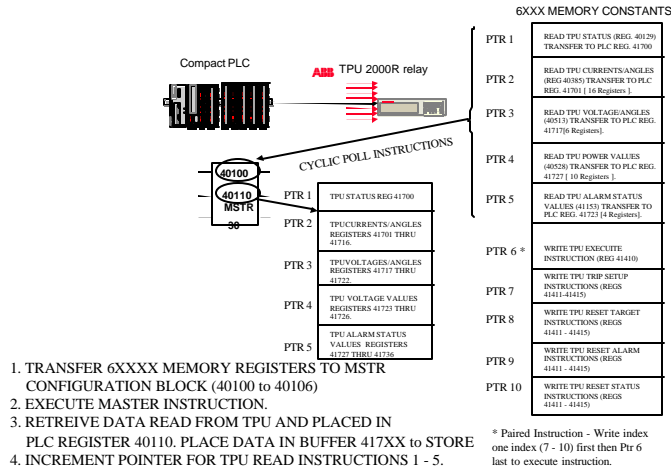 6XXX MEMORY CONSTANTS
PTR 1
READ TPU STATUS (REG. 40129)
TRANSFER TO PLC REG. 41700
Compact PLC
ABB TPU 2000R relay
PTR 2
READ TPU CURRENTS/ANGLES
(REG 40385) TRANSFER TO PLC
REG. 41701 [ 16 Registers ].
PTR 3
READ TPU VOLTAGE/ANGLES
(40513) TRANSFER TO PLC REG.
41717[6 Registers].
CYCLIC POLL INSTRUCTIONS
PTR 4
READ TPU POWER VALUES
(40528) TRANSFER TO PLC REG.
41727 [ 10 Registers ].
PTR 5
READ TPU ALARM STATUS
VALUES (41153) TRANSFER TO
PLC REG. 41723 [4 Registers].
PTR 6 *
WRITE TPU EXECUITE
INSTRUCTION (REG 41410)
PTR 7
WRITE TPU TRIP SETUP
INSTRUCTIONS (REGS
41411-41415)
PTR 8
WRITE TPU RESET TARGET
INSTRUCTIONS (REGS
41411 - 41415)
PTR 9
WRITE TPU RESET ALARM
INSTRUCTIONS (REGS
41411 - 41415)
PTR 10
WRITE TPU RESET STATUS
INSTRUCTIONS (REGS
41411 - 41415)
40100
40110
MSTR
30
PTR 1
TPU STATUS REG 41700
PTR 2
TPUCURRENTS/ANGLES
REGISTERS 41701 THRU
41716.
PTR 3
TPUVOLTAGES/ANGLES
REGISTERS 41717 THRU
41722.
PTR 4
TPU VOLTAGE VALUES
REGISTERS 41723 THRU
41726.
PTR 5
TPU ALARM STATUS
VALUES REGISTERS
41727 THRU 41736
1. TRANSFER 6XXXX MEMORY REGISTERS TO MSTR
CONFIGURATION BLOCK (40100 to 40106)
2. EXECUTE MASTER INSTRUCTION.
3. RETREIVE DATA READ FROM TPU AND PLACED IN
PLC REGISTER 40110. PLACE DATA IN BUFFER 417XX to STORE
4. INCREMENT POINTER FOR TPU READ INSTRUCTIONS 1 - 5.
* Paired Instruction - Write index
one index (7 - 10) first then Ptr 6
last to execute instruction.